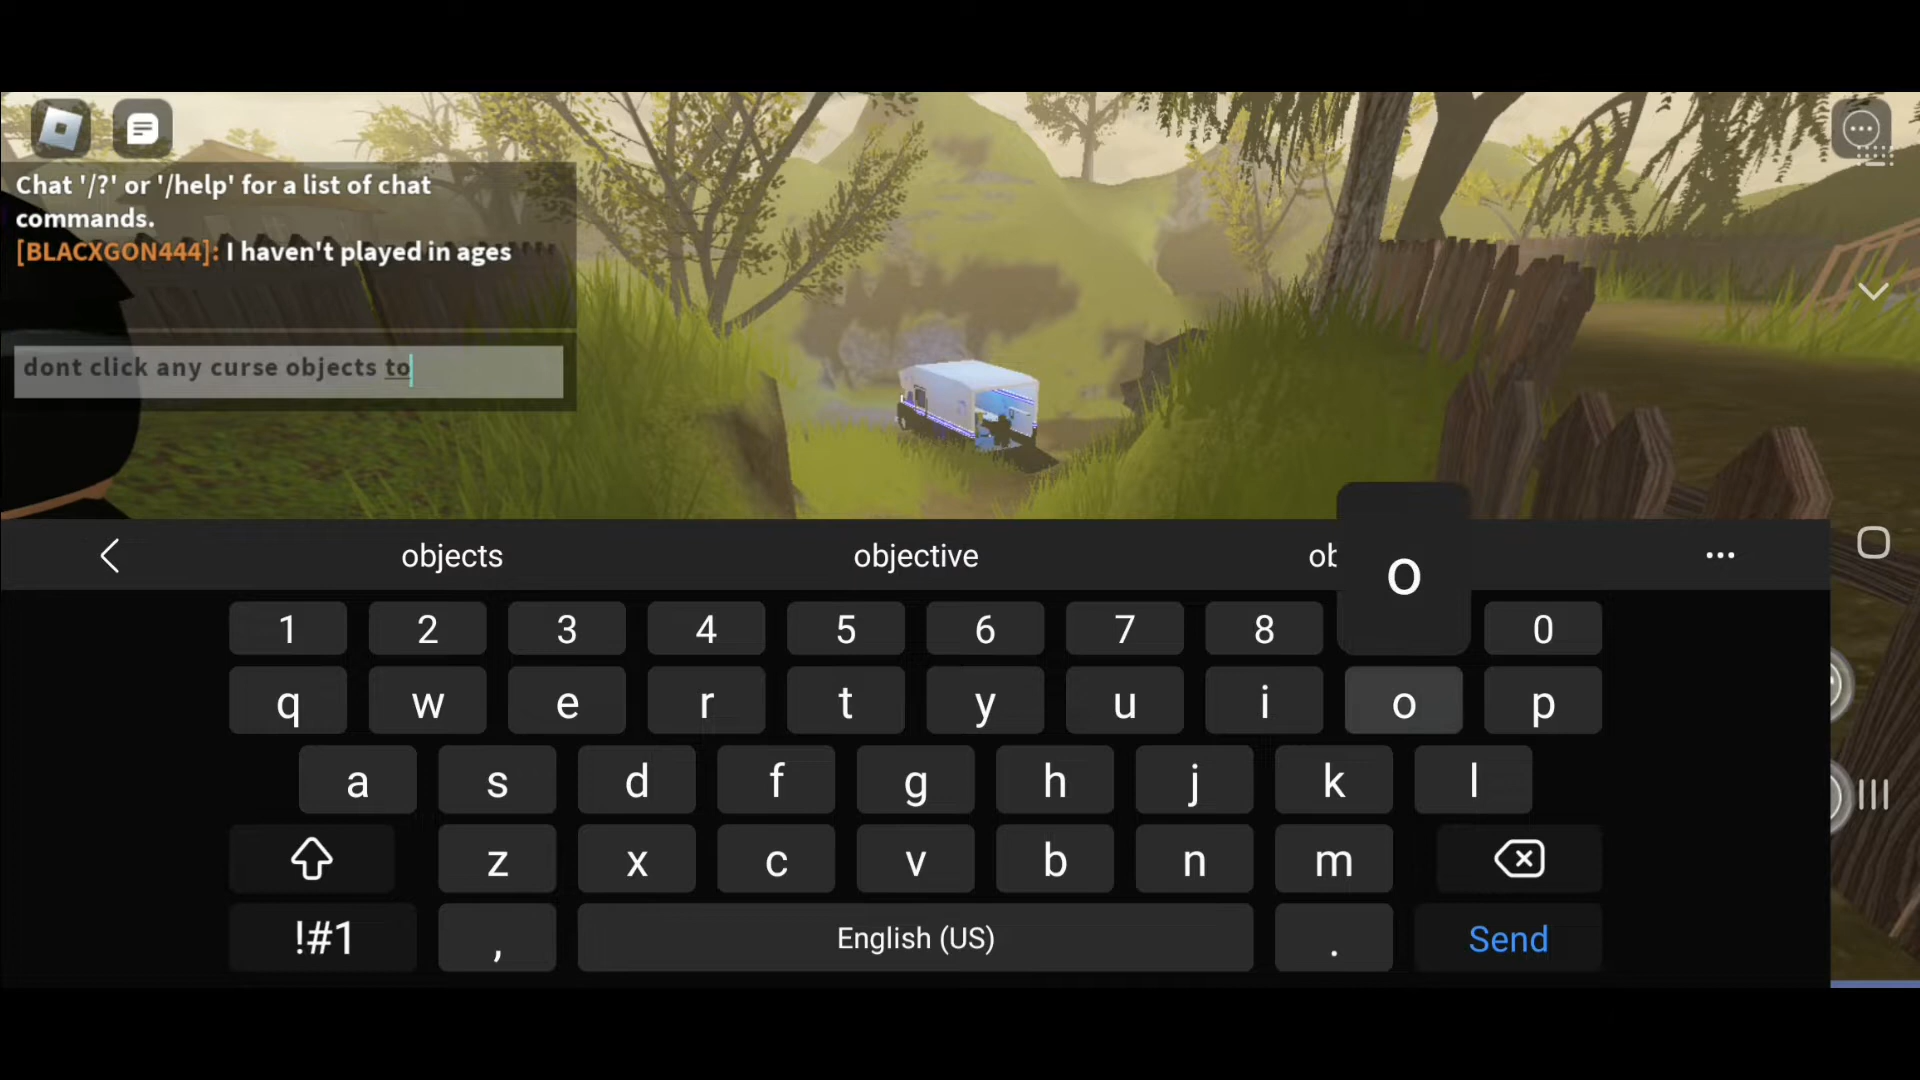 Chat '/?' or '/help' for a list of chat
commands.
[BLACXGON444]: I haven't played in ages
dont click any curse objects to
objects objective ob
o
1 2 3 4 5 6 7 8 0
q w e r t y u i o p
a s d f g h j k l
z x c v b n m
!#1 , English (US) . Send